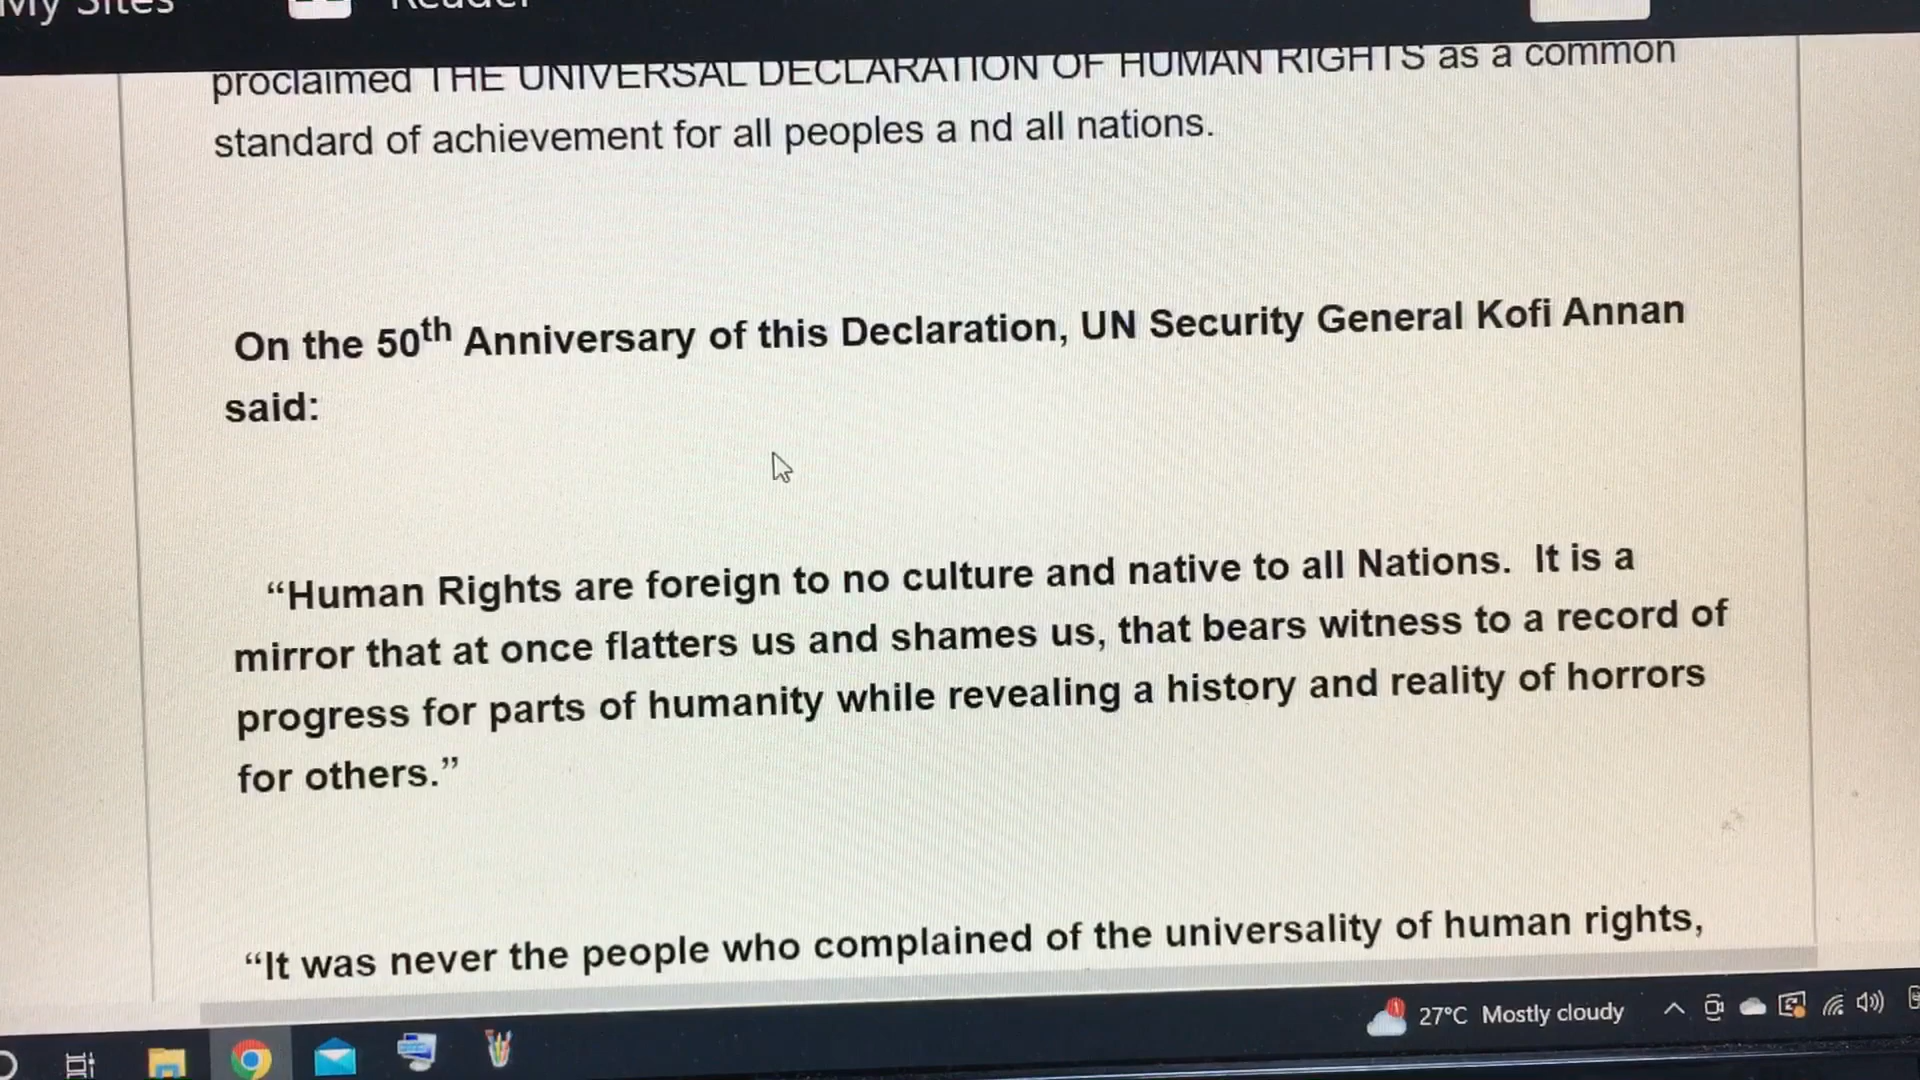 My Sites
Reader
proclaimed THE UNIVERSAL DECLARATION OF HUMAN RIGHTS as a common
standard of achievement for all peoples a nd all nations.
On the 50th Anniversary of this Declaration, UN Security General Kofi Annan
said:
“Human Rights are foreign to no culture and native to all Nations.  It is a
mirror that at once flatters us and shames us, that bears witness to a record of
progress for parts of humanity while revealing a history and reality of horrors
for others.”
“It was never the people who complained of the universality of human rights,
27°C Mostly cloudy